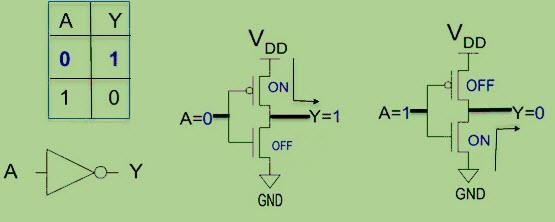 A Y
0 1
1 0
A Y
VDD
ON
A=0 Y=1
OFF
GND
VDD
OFF
A=1 Y=0
ON
GND